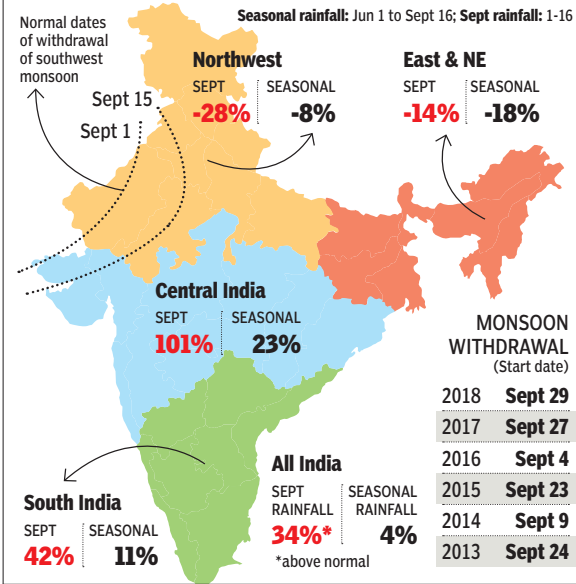 Seasonal rainfall: Jun 1 to Sept 16; Sept rainfall: 1-16
Normal dates
of withdrawal
of southwest
monsoon
Sept 15
Sept 1
Northwest
SEPT SEASONAL
-28% -8%
East & NE
SEPT SEASONAL
-14% -18%
Central India
SEPT SEASONAL
101% 23%
South India
SEPT SEASONAL
42% 11%
All India
SEPT SEASONAL
RAINFALL RAINFALL
34%* 4%
*above normal
MONSOON
WITHDRAWAL
(Start date)
2018 Sept 29
2017 Sept 27
2016 Sept 4
2015 Sept 23
2014 Sept 9
2013 Sept 24